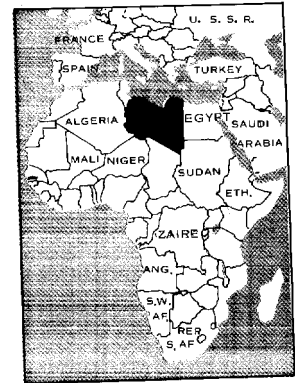 U. S. S. R.
FRANCE
SPAIN
TURKEY
ALGERIA
EGYPT
SAUDI
ARABIA
MALI
NIGER
SUDAN
ETH.
ZAIRE
ANG.
S.W.
AF.
REP.
S. AF.